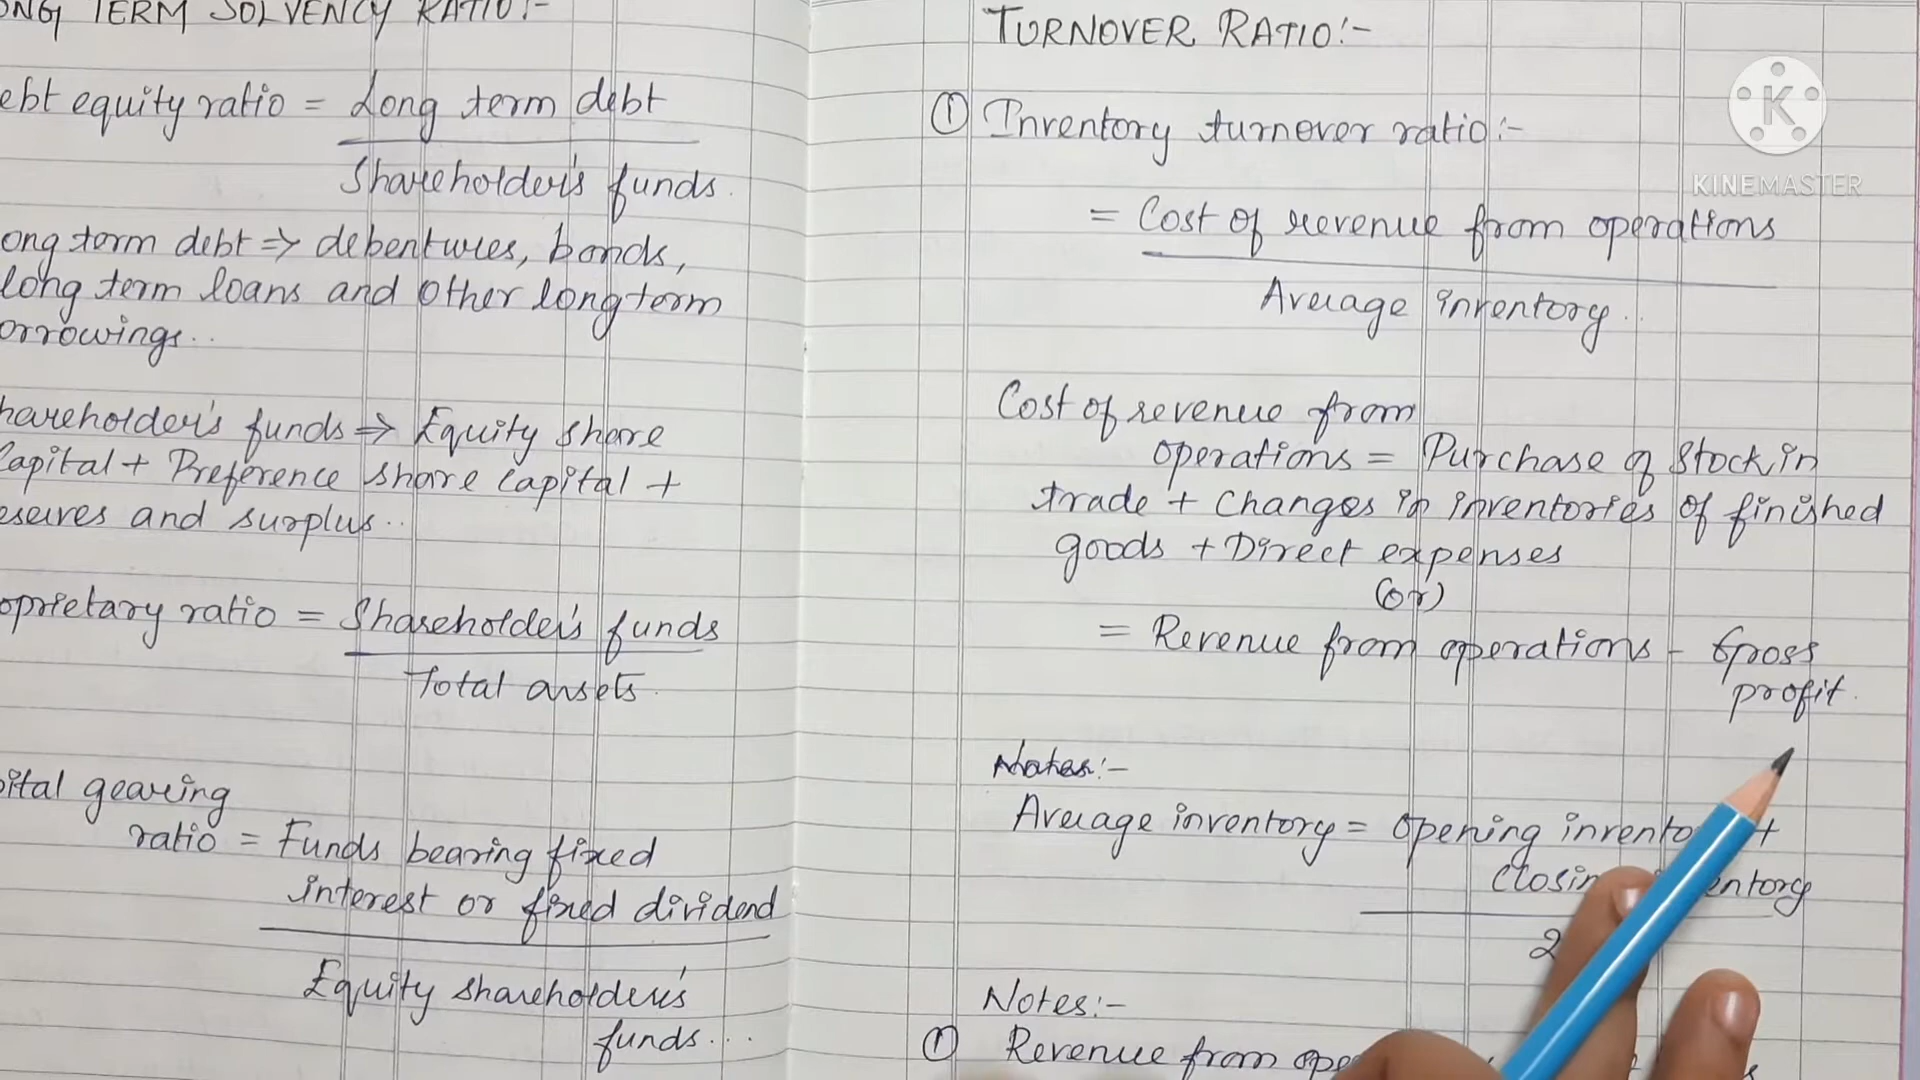 ONG TERM SOLVENCY RATIO:-
ebt equity ratio = Long term debt
Shareholder's funds.
ong term debt => debentures, bonds,
long term loans and other long term
orrowings..
hareholder's funds => Equity share
Capital + Preference share capital +
eserves and surplus..
oprietary ratio = Shareholder's funds
Total assets.
pital gearing
ratio = Funds bearing fixed
interest or fixed dividend
Equity shareholder's
funds...
TURNOVER RATIO:-
① Inventory turnover ratio:-
= Cost of revenue from operations
Average inventory..
Cost of revenue from
operations = Purchase of stock in
trade + Changes in inventories of finished
goods + Direct expenses
(or)
= Revenue from operations - Gross
profit.
Notes:-
Average inventory = opening invento +
closin entory
2
Notes:-
① Revenue from ope
K
KINEMASTER